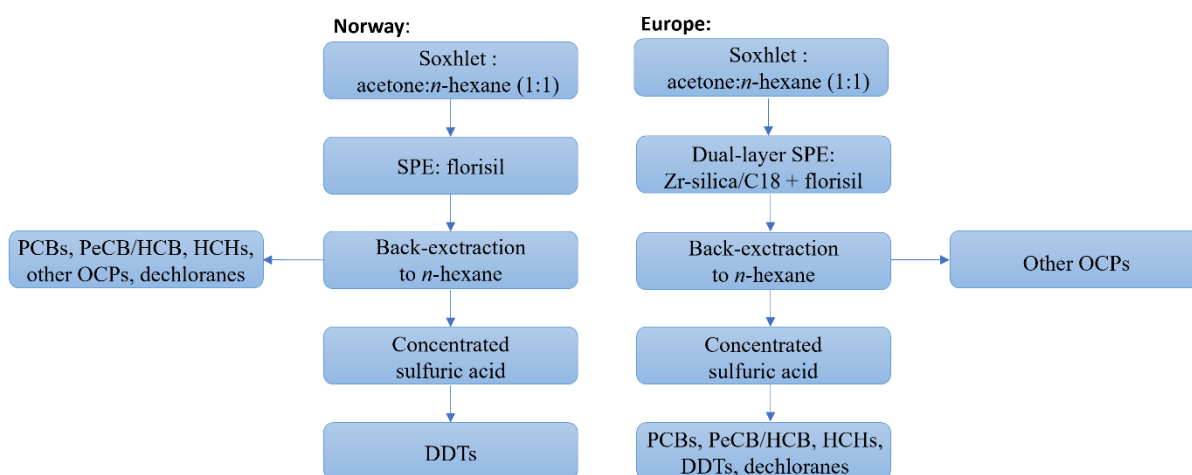 Norway:
Soxhlet :
acetone:n-hexane (1:1)
SPE: florisil
PCBs, PeCB/HCB, HCHs,
other OCPs, dechloranes
Back-exctraction
to n-hexane
Concentrated
sulfuric acid
DDTs
Europe:
Soxhlet :
acetone:n-hexane (1:1)
Dual-layer SPE:
Zr-silica/C18 + florisil
Back-exctraction
to n-hexane
Other OCPs
Concentrated
sulfuric acid
PCBs, PeCB/HCB, HCHs,
DDTs, dechloranes